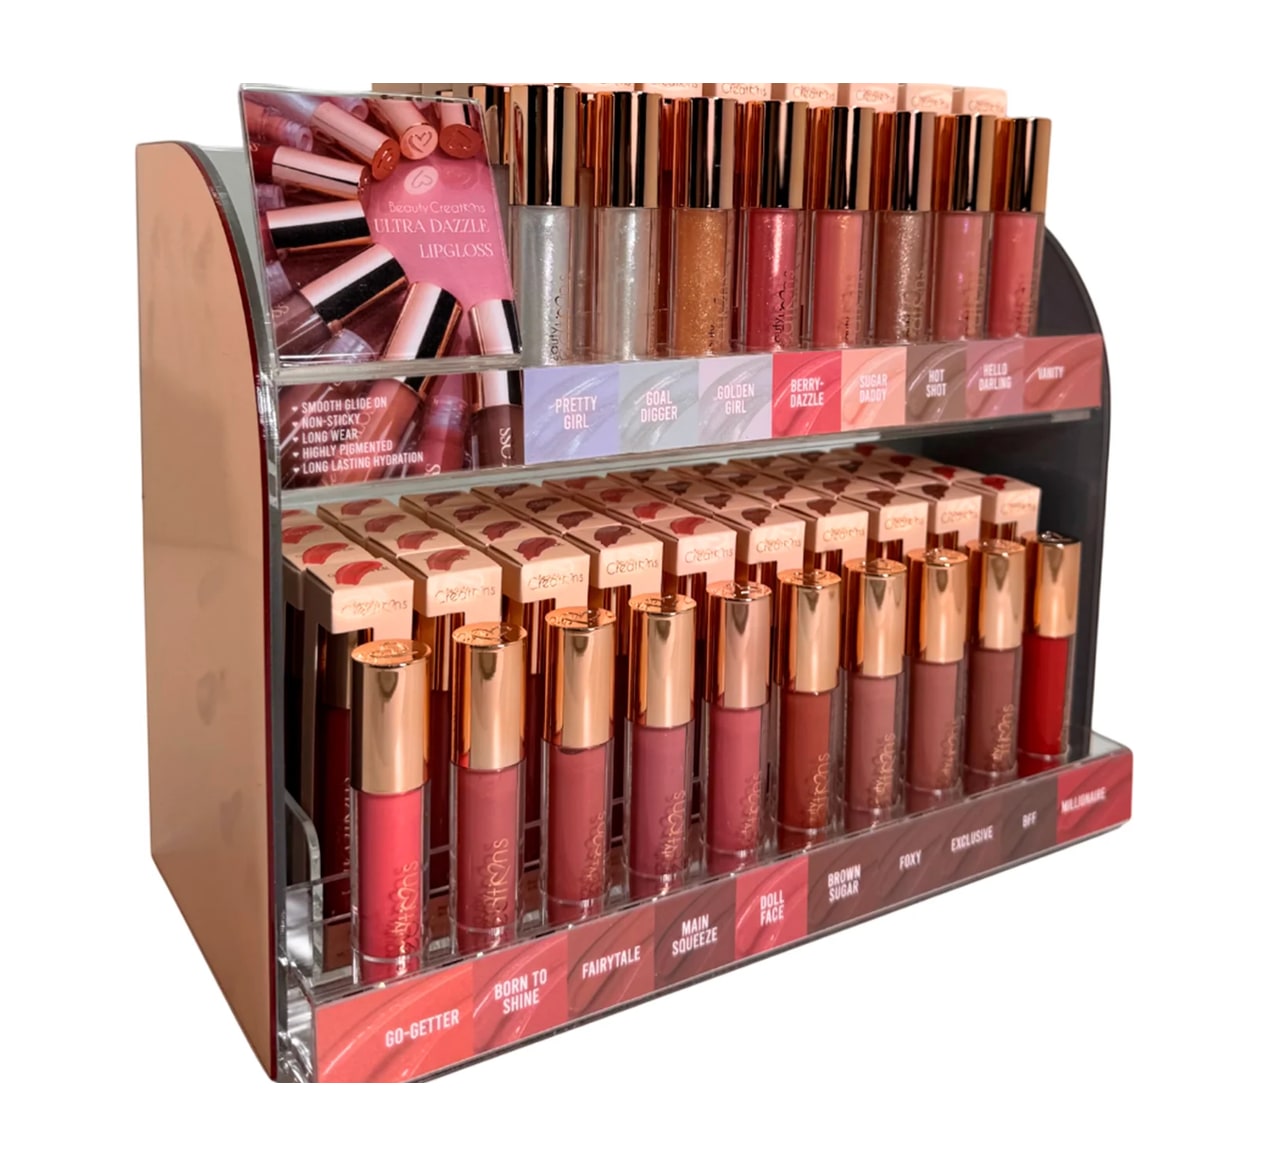 BeautyCreations
ULTRA DAZZLE
LIPGLOSS
♥ SMOOTH GLIDE ON
♥ NON-STICKY
♥ LONG WEAR
♥ HIGHLY PIGMENTED
♥ LONG LASTING HYDRATION
PRETTY
GIRL
GOAL
DIGGER
GOLDEN
GIRL
BERRY-
DAZZLE
SUGAR
DADDY
HOT
SHOT
HELLO
DARLING
VANITY
GO-GETTER
BORN TO
SHINE
FAIRYTALE
MAIN
SQUEEZE
DOLL
FACE
BROWN
SUGAR
FOXY
EXCLUSIVE
BFF
MILLIONAIRE